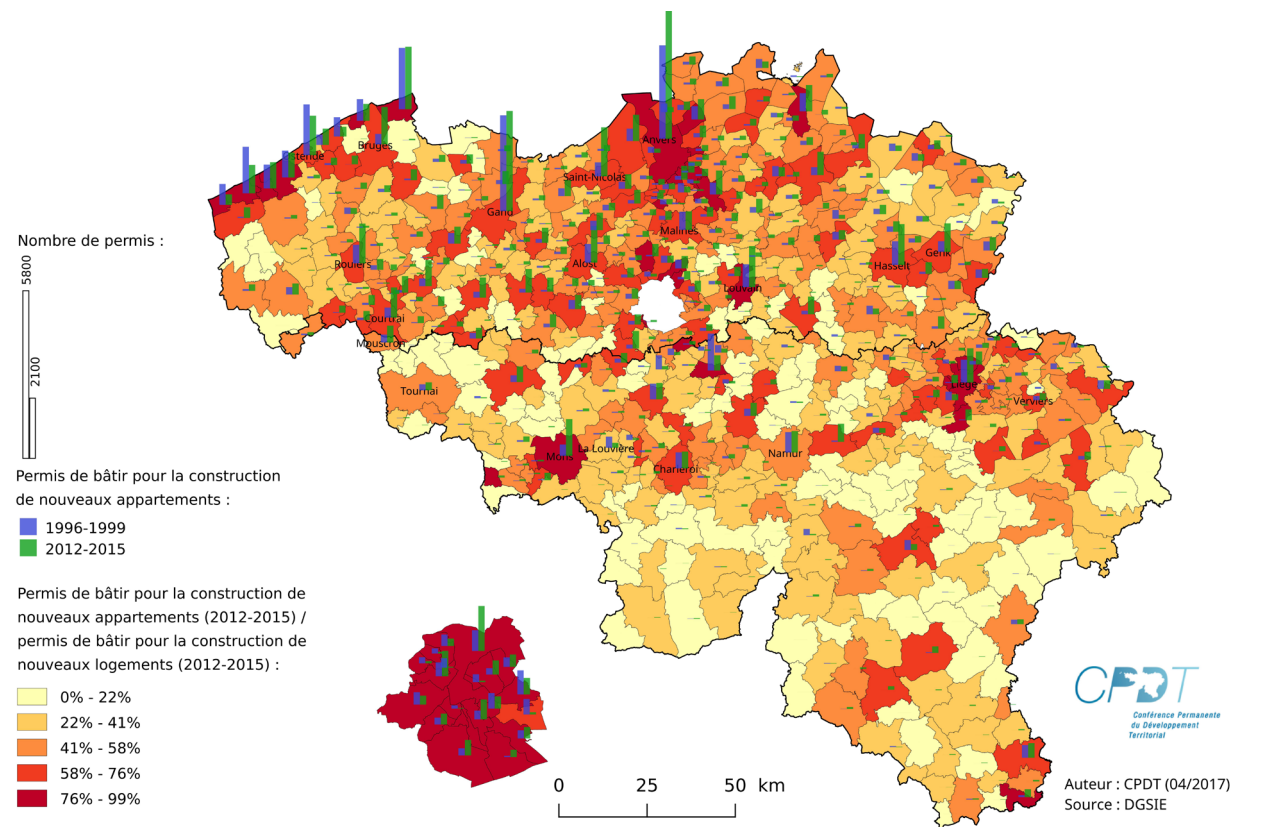 Anvers
Bruges
tende
Saint-Nicolas
Gand
Malines
Roulers
Alost
Genk
Hasselt
Louvain
Courtrai
Mouscron
Tournai
Liège
Verviers
Mons
La Louvière
Charleroi
Namur
Nombre de permis :
5800
2100
Permis de bâtir pour la construction
de nouveaux appartements :
1996-1999
2012-2015
Permis de bâtir pour la construction de
nouveaux appartements (2012-2015) /
permis de bâtir pour la construction de
nouveaux logements (2012-2015) :
0% - 22%
22% - 41%
41% - 58%
58% - 76%
76% - 99%
0 25 50 km
CPDT
Conférence Permanente
du Développement
Territorial
Auteur : CPDT (04/2017)
Source : DGSIE